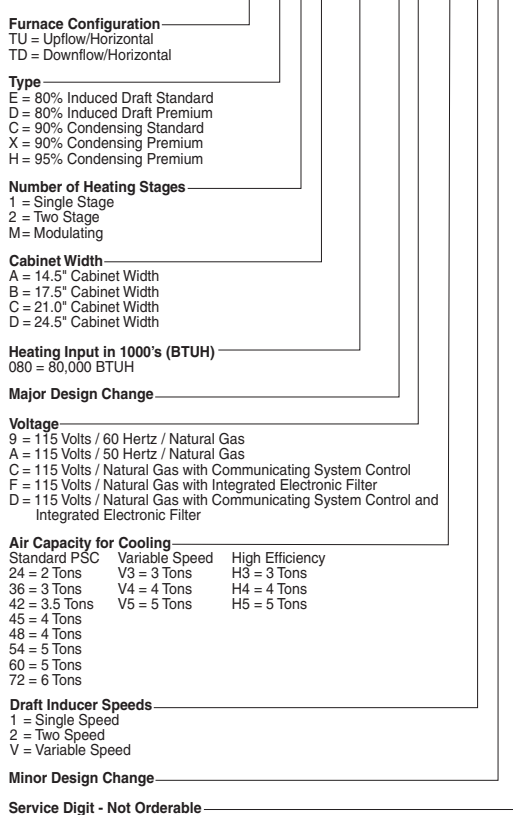 Furnace Configuration
TU = Upflow/Horizontal
TD = Downflow/Horizontal
Type
E = 80% Induced Draft Standard
D = 80% Induced Draft Premium
C = 90% Condensing Standard
X = 90% Condensing Premium
H = 95% Condensing Premium
Number of Heating Stages
1 = Single Stage
2 = Two Stage
M= Modulating
Cabinet Width
A = 14.5" Cabinet Width
B = 17.5" Cabinet Width
C = 21.0" Cabinet Width
D = 24.5" Cabinet Width
Heating Input in 1000's (BTUH)
080 = 80,000 BTUH
Major Design Change
Voltage
9 = 115 Volts / 60 Hertz / Natural Gas
A = 115 Volts / 50 Hertz / Natural Gas
C = 115 Volts / Natural Gas with Communicating System Control
F = 115 Volts / Natural Gas with Integrated Electronic Filter
D = 115 Volts / Natural Gas with Communicating System Control and
Integrated Electronic Filter
Air Capacity for Cooling
Standard PSC Variable Speed High Efficiency
24 = 2 Tons V3 = 3 Tons H3 = 3 Tons
36 = 3 Tons V4 = 4 Tons H4 = 4 Tons
42 = 3.5 Tons V5 = 5 Tons H5 = 5 Tons
45 = 4 Tons
48 = 4 Tons
54 = 5 Tons
60 = 5 Tons
72 = 6 Tons
Draft Inducer Speeds
1 = Single Speed
2 = Two Speed
V = Variable Speed
Minor Design Change
Service Digit - Not Orderable